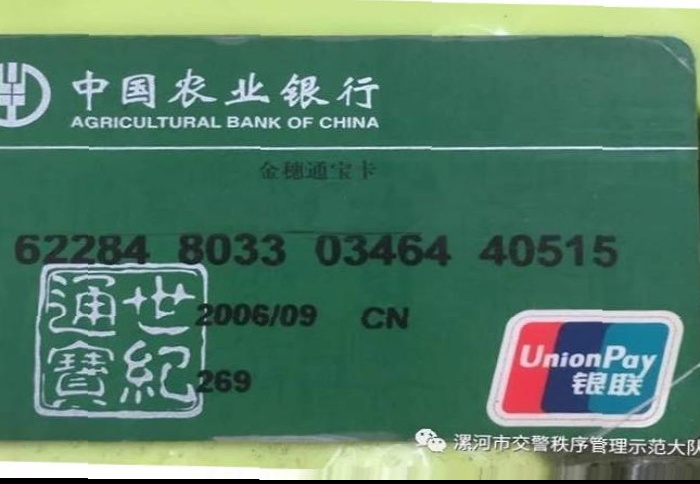 中国农业银行
AGRICULTURAL BANK OF CHINA
金穗通宝卡
62284 8033 03464 40515
世纪
通寶
2006/09 CN
269
UnionPay
银联
漯河市交警秩序管理示范大队